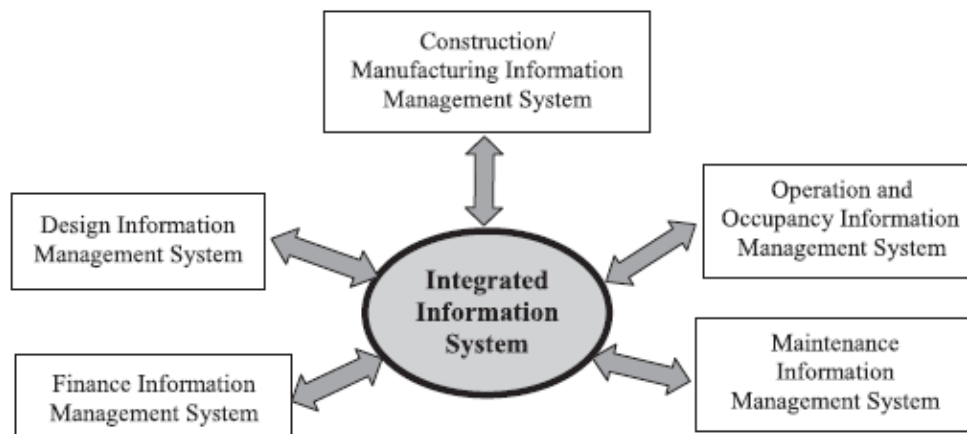 Construction/
Manufacturing Information
Management System
Design Information
Management System
Operation and
Occupancy Information
Management System
Integrated
Information
System
Finance Information
Management System
Maintenance
Information
Management System